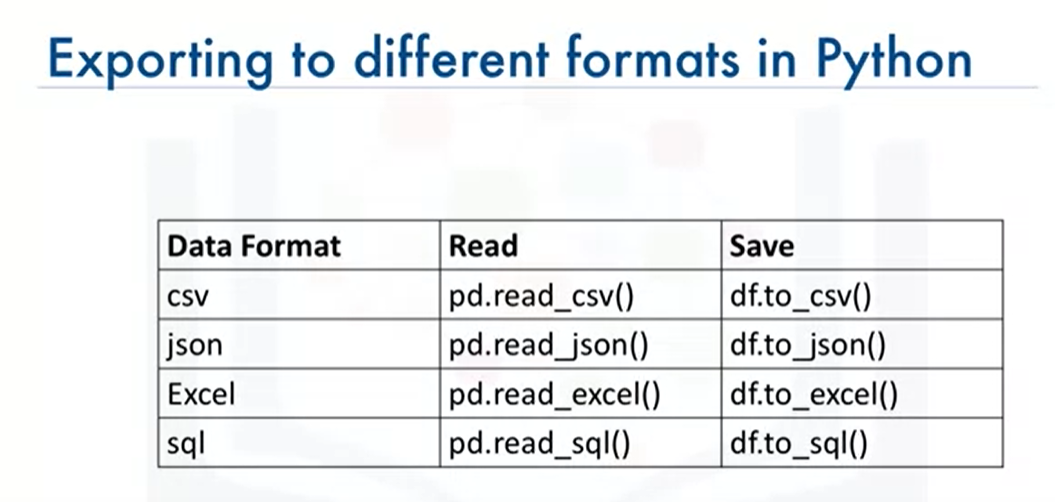 Exporting to different formats in Python
Data Format Read Save
csv pd.read_csv() df.to_csv()
json pd.read_json() df.to_json()
Excel pd.read_excel() df.to_excel()
sql pd.read_sql() df.to_sql()